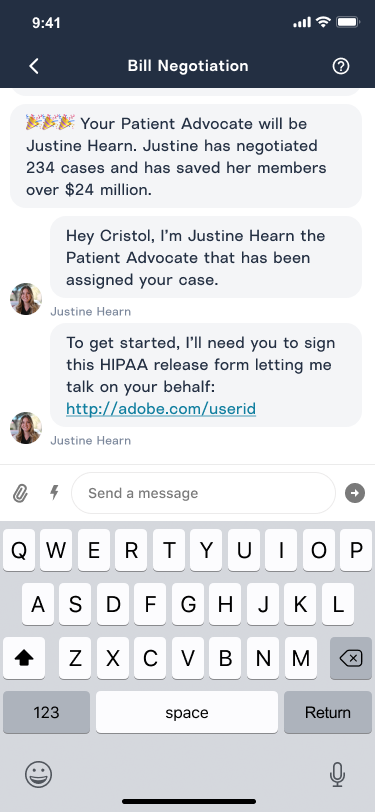 9:41
Bill Negotiation
🎉🎉🎉 Your Patient Advocate will be
Justine Hearn. Justine has negotiated
234 cases and has saved her members
over $24 million.
Hey Cristol, I’m Justine Hearn the
Patient Advocate that has been
assigned your case.
Justine Hearn
To get started, I’ll need you to sign
this HIPAA release form letting me
talk on your behalf:
http://adobe.com/userid
Justine Hearn
Send a message
Q W E R T Y U I O P
A S D F G H J K L
Z X C V B N M
123 space Return